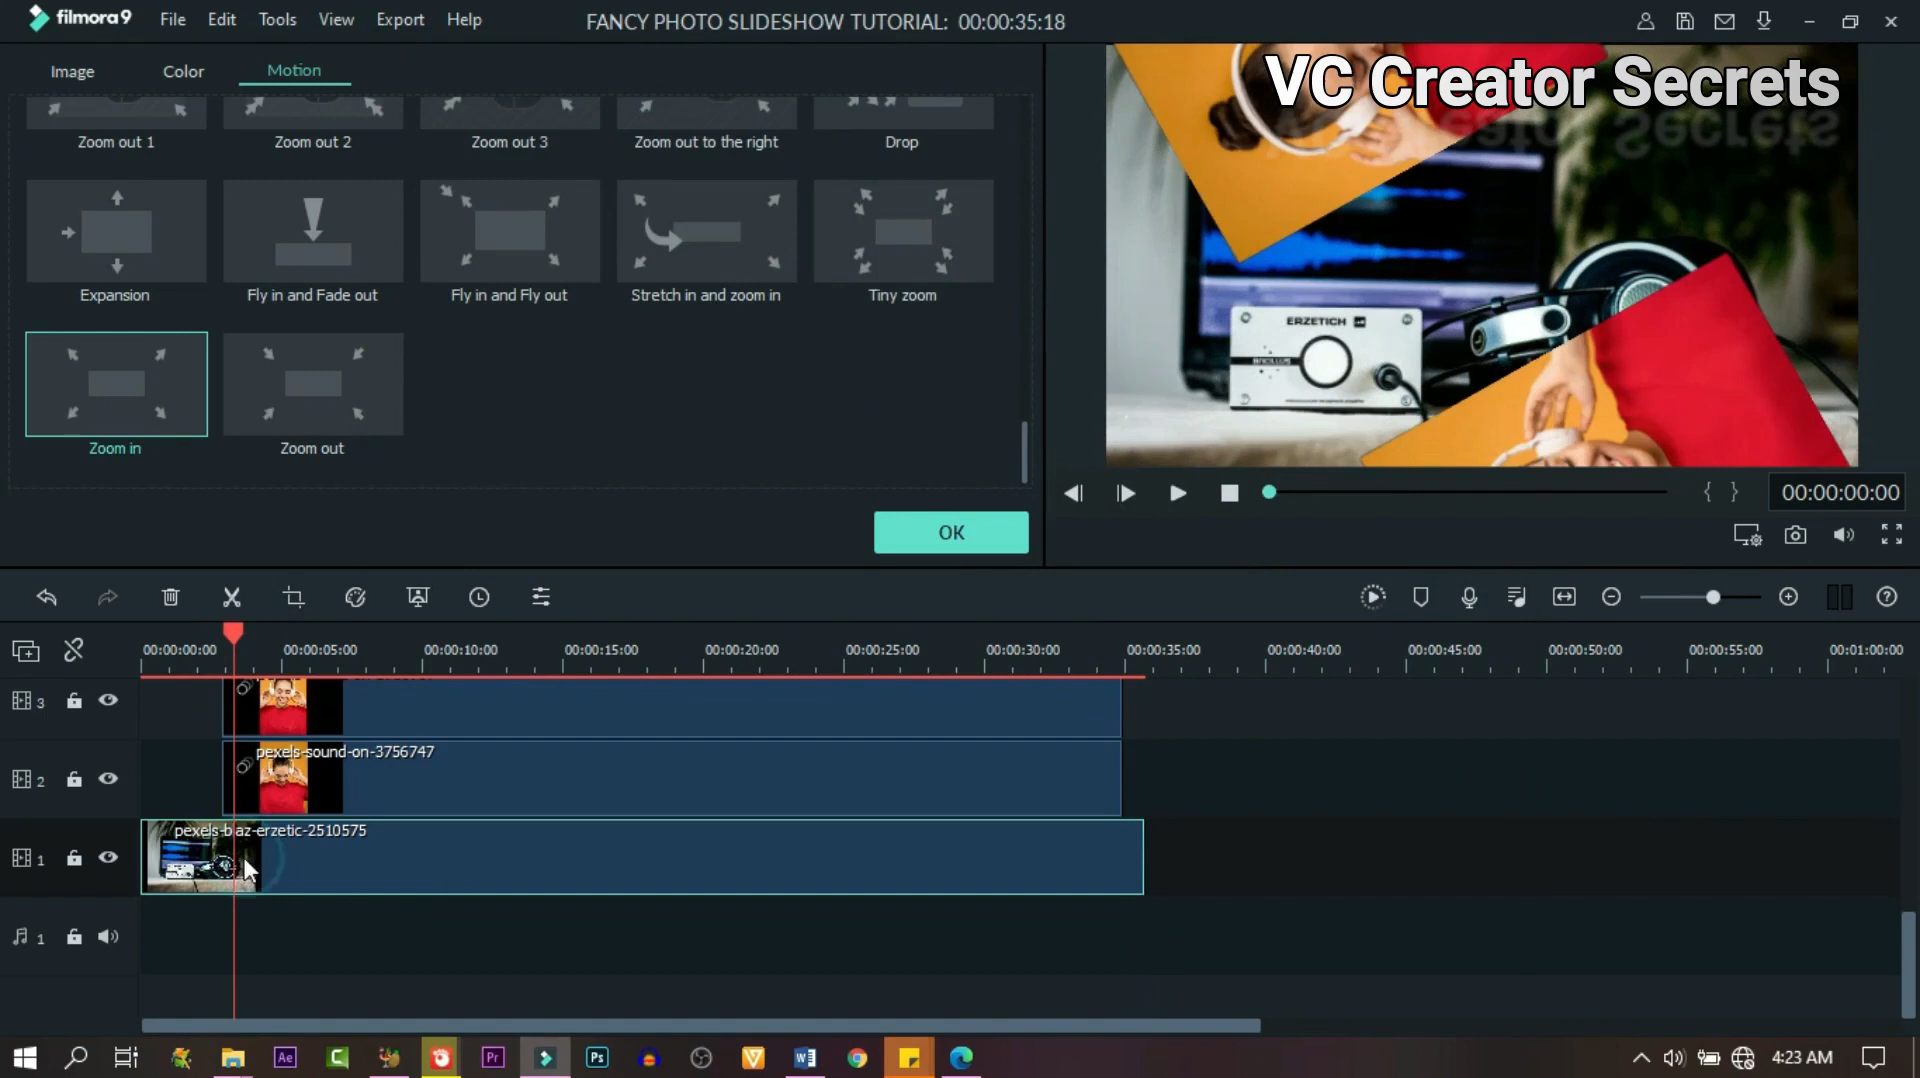 filmora9 File Edit Tools View Export Help FANCY PHOTO SLIDESHOW TUTORIAL: 00:00:35:18
Image Color Motion
VC Creator Secrets
Zoom out 1 Zoom out 2 Zoom out 3 Zoom out to the right Drop
Expansion Fly in and Fade out Fly in and Fly out Stretch in and zoom in Tiny zoom
ERZETICH
BACILLUS
Zoom in Zoom out
{ } 00:00:00:00
OK
00:00:00:00 00:00:05:00 00:00:10:00 00:00:15:00 00:00:20:00 00:00:25:00 00:00:30:00 00:00:35:00 00:00:40:00 00:00:45:00 00:00:50:00 00:00:55:00 00:01:00:00
3
pexels-sound-on-3756747
2
pexels-blaz-erzetic-2510575
1
1
Ae Pr Ps 4:23 AM